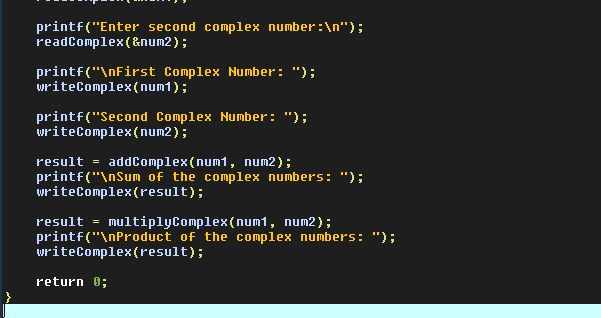 printf("Enter second complex number:\n");
readComplex(&num2);
printf("\nFirst Complex Number: ");
writeComplex(num1);
printf("Second Complex Number: ");
writeComplex(num2);
result = addComplex(num1, num2);
printf("\nSum of the complex numbers: ");
writeComplex(result);
result = multiplyComplex(num1, num2);
printf("\nProduct of the complex numbers: ");
writeComplex(result);
return 0;
}